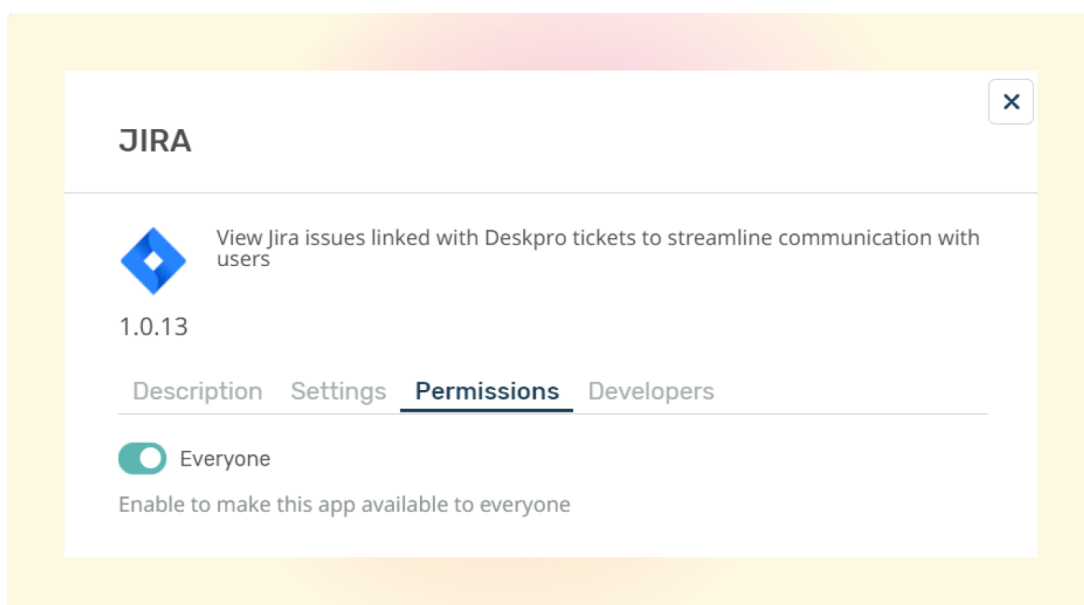 JIRA
View Jira issues linked with Deskpro tickets to streamline communication with
users
1.0.13
Description Settings Permissions Developers
Everyone
Enable to make this app available to everyone